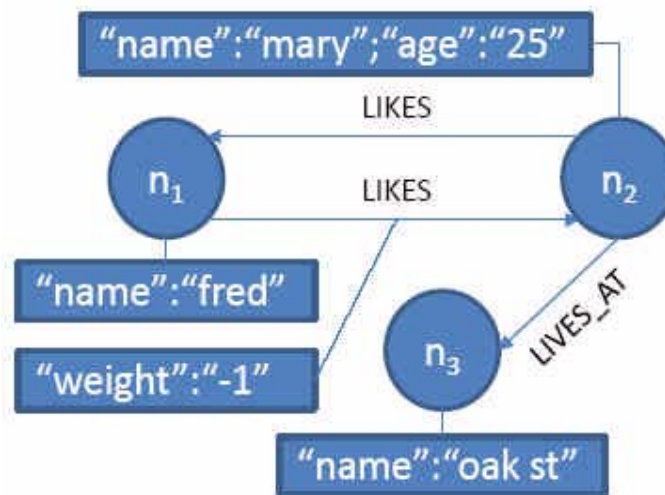 “name”:“mary”;“age”:“25”
LIKES
n₁
n₂
LIKES
“name”:“fred”
LIVES_AT
n₃
“weight”:“-1”
“name”:“oak st”